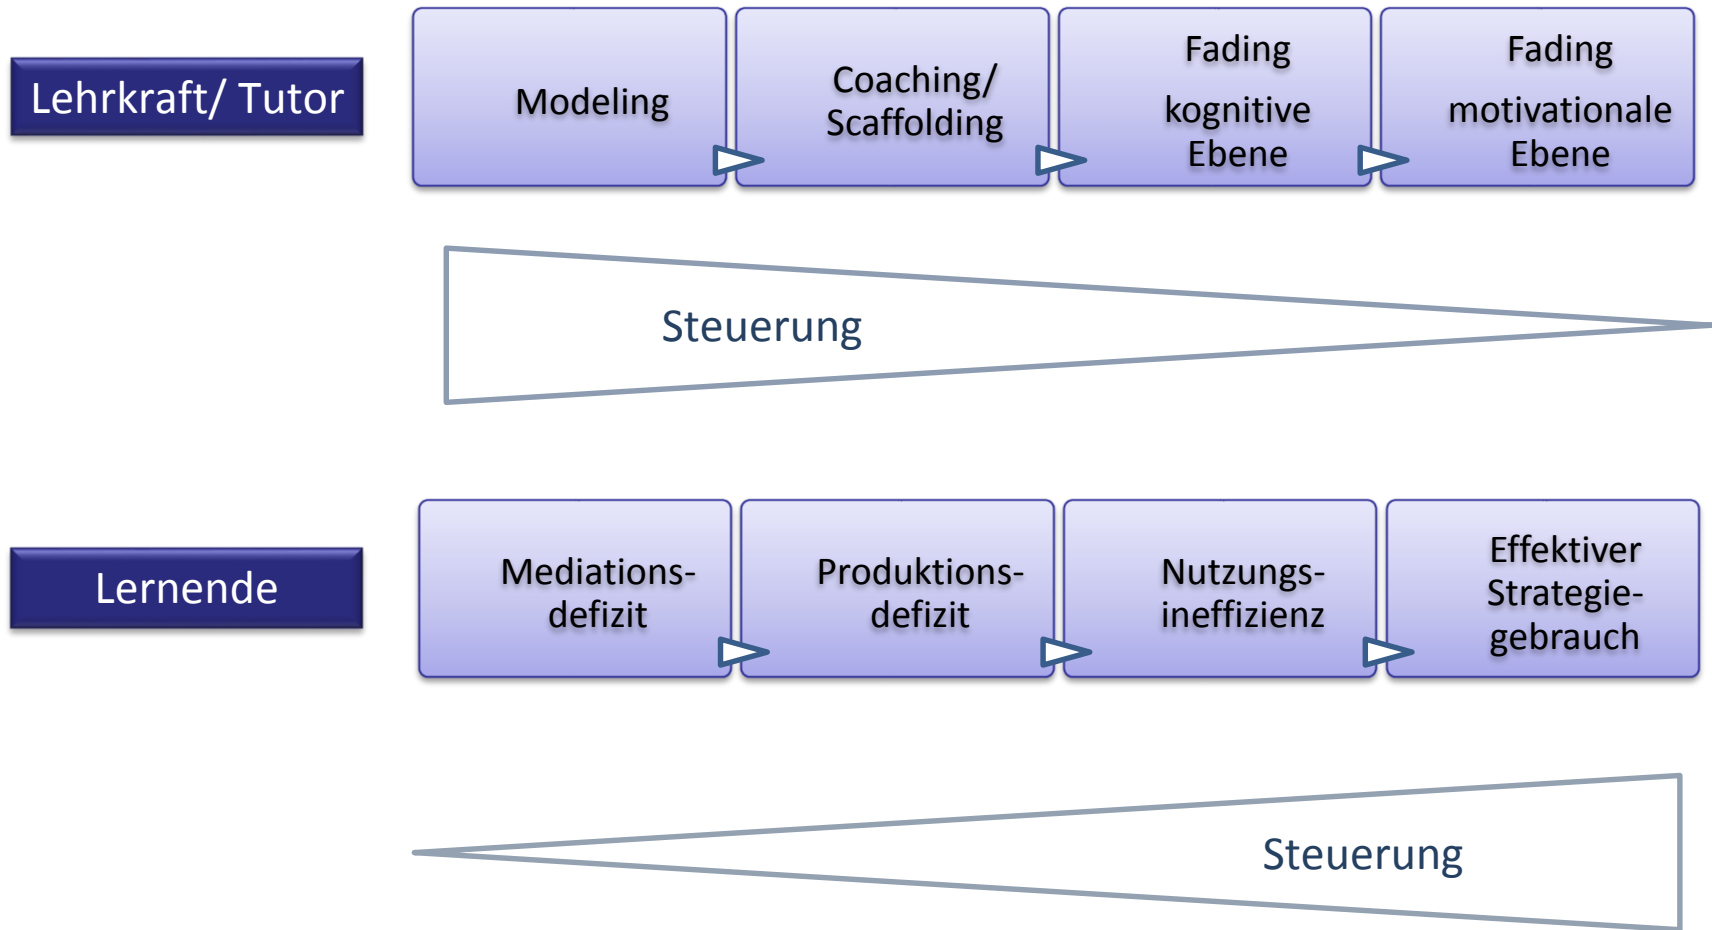 Lehrkraft/ Tutor
Modeling
Coaching/
Scaffolding
Fading
kognitive
Ebene
Fading
motivationale
Ebene
Steuerung
Lernende
Mediations-
defizit
Produktions-
defizit
Nutzungs-
ineffizienz
Effektiver
Strategie-
gebrauch
Steuerung